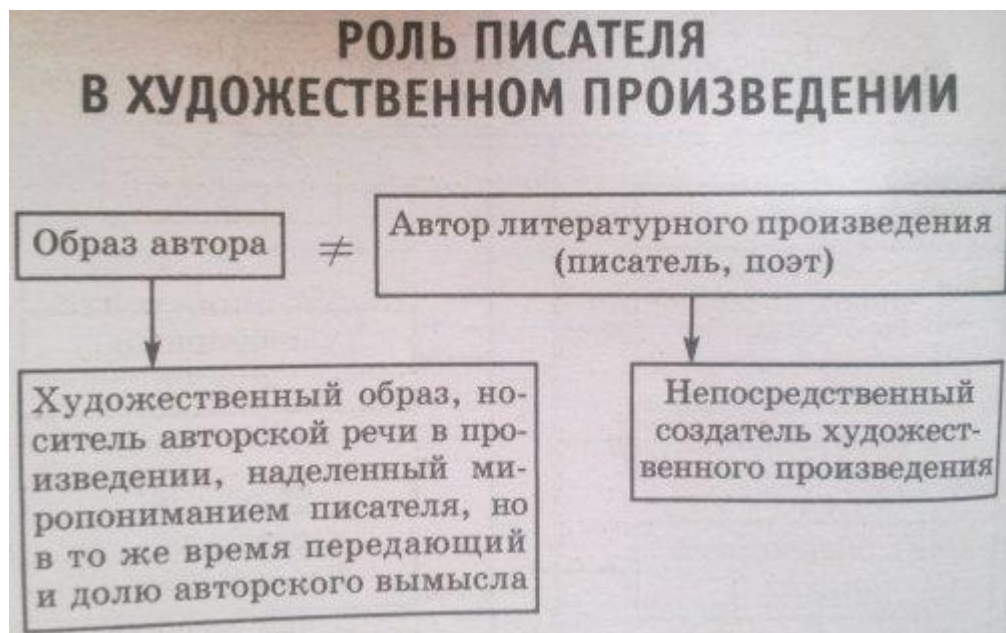 РОЛЬ ПИСАТЕЛЯ
В ХУДОЖЕСТВЕННОМ ПРОИЗВЕДЕНИИ
Образ автора
≠
Автор литературного произведения
(писатель, поэт)
Художественный образ, но-
ситель авторской речи в про-
изведении, наделенный ми-
ропониманием писателя, но
в то же время передающий
и долю авторского вымысла
Непосредственный
создатель художест-
венного произведения